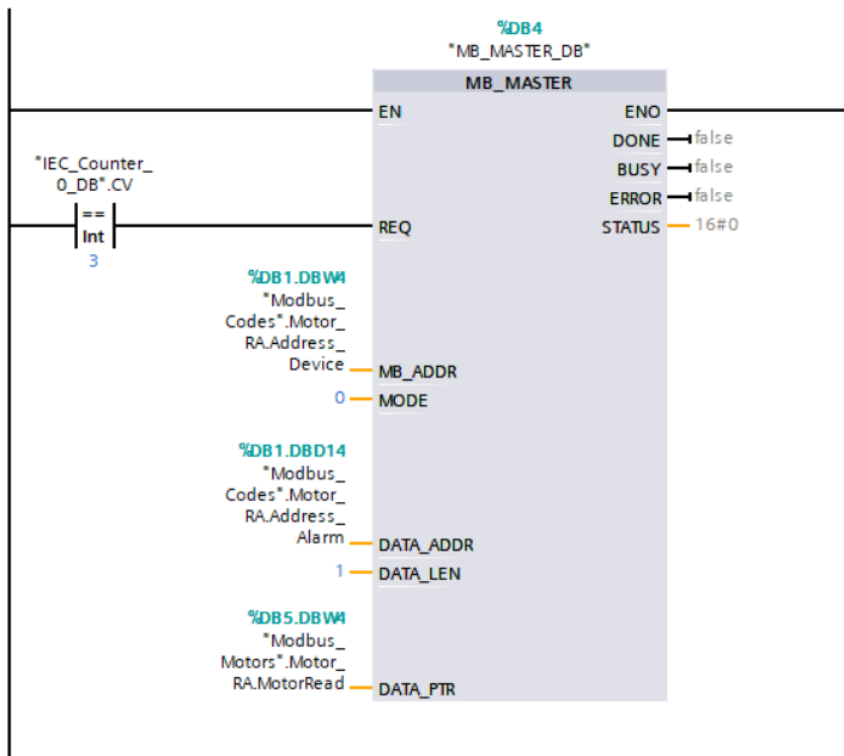 %DB4
"MB_MASTER_DB"
MB_MASTER
EN
ENO
DONE
false
BUSY
false
ERROR
false
"IEC_Counter_
0_DB".CV
==
Int
3
REQ
STATUS
16#0
%DB1.DBW4
"Modbus_
Codes".Motor_
RA.Address_
Device
MB_ADDR
0
MODE
%DB1.DBD14
"Modbus_
Codes".Motor_
RA.Address_
Alarm
DATA_ADDR
1
DATA_LEN
%DB5.DBW4
"Modbus_
Motors".Motor_
RA.MotorRead
DATA_PTR